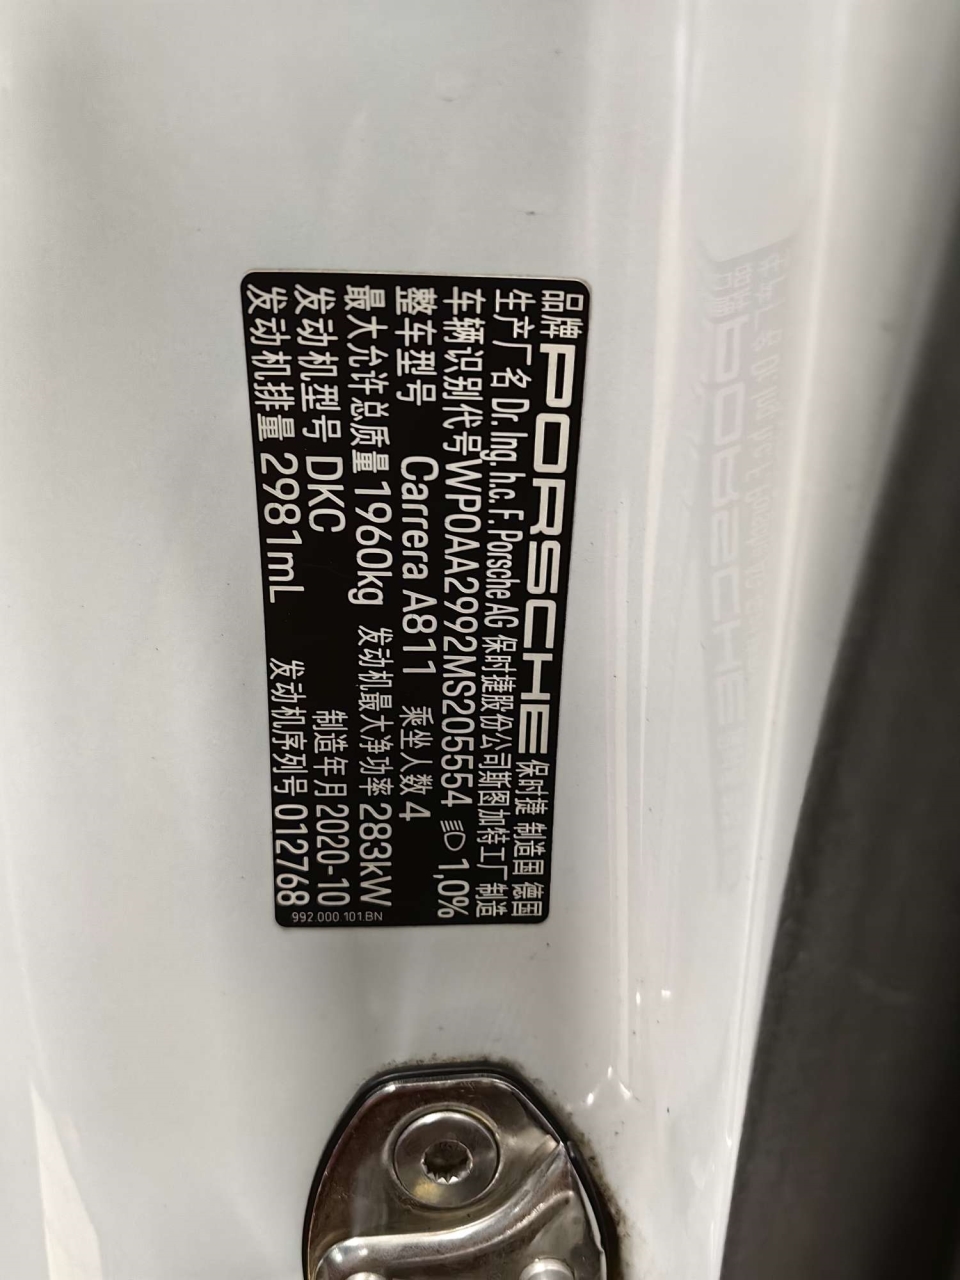 品牌 PORSCHE 保时捷 制造国 德国
生产厂名 Dr. Ing. h.c. F. Porsche AG 保时捷股份公司斯图加特工厂制造
车辆识别代号 WP0AA2992MS205554 1,0%
整车型号 Carrera A811 乘坐人数 4
最大允许总质量 1960kg 发动机最大净功率 283kW
发动机型号 DKC 制造年月 2020-10
发动机排量 2981mL 发动机序列号 012768
992.000 101 BN